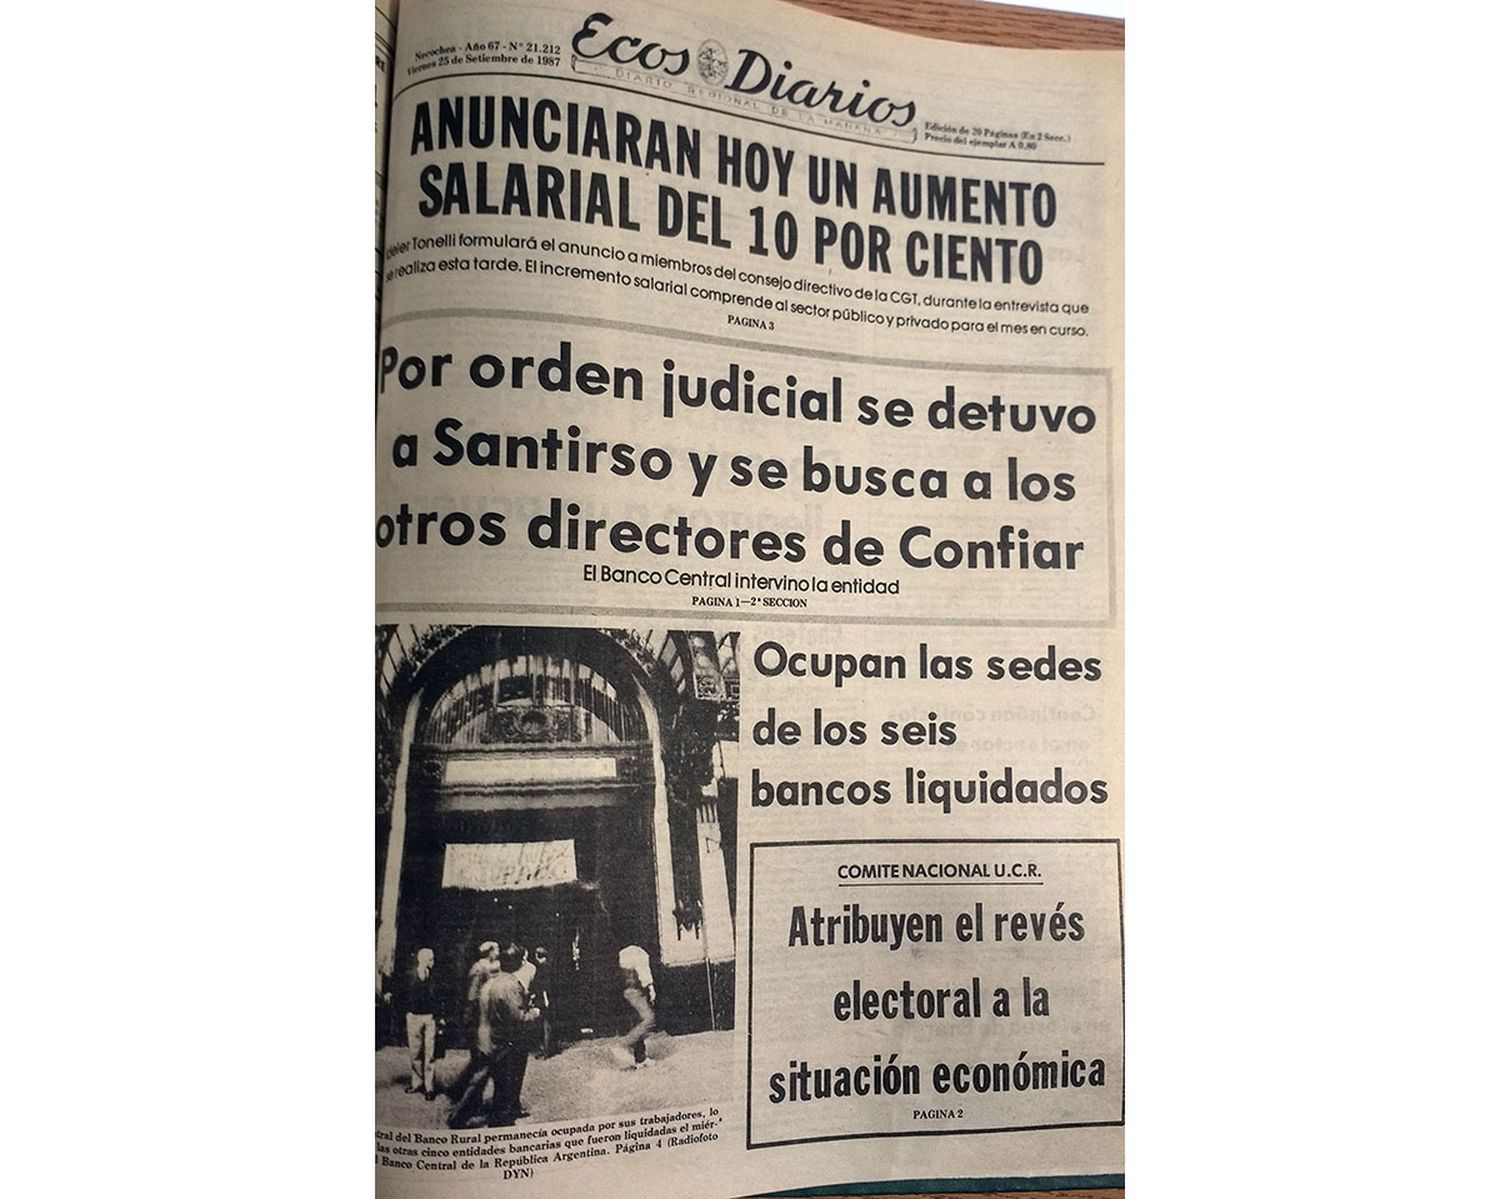 Necochea - Año 67 - N° 21.212
Viernes 25 de Setiembre de 1987
Ecos Diarios
DIARIO REGIONAL DE LA MAÑANA
Edición de 20 Páginas (En 2 Secc.)
Precio del ejemplar A 0,80
ANUNCIARAN HOY UN AUMENTO
SALARIAL DEL 10 POR CIENTO
Tonelli formulará el anuncio a miembros del consejo directivo de la CGT, durante la entrevista que
se realiza esta tarde. El incremento salarial comprende al sector público y privado para el mes en curso.
PAGINA 3
Por orden judicial se detuvo
a Santirso y se busca a los
otros directores de Confiar
El Banco Central intervino la entidad
PAGINA 1—2ª SECCION
Ocupan las sedes
de los seis
bancos liquidados
COMITE NACIONAL U.C.R.
Atribuyen el revés
electoral a la
situación económica
PAGINA 2
tral del Banco Rural permanecía ocupada por sus trabajadores, lo
las otras cinco entidades bancarias que fueron liquidadas el miér-
l Banco Central de la República Argentina. Página 4 (Radiofoto
DYN)